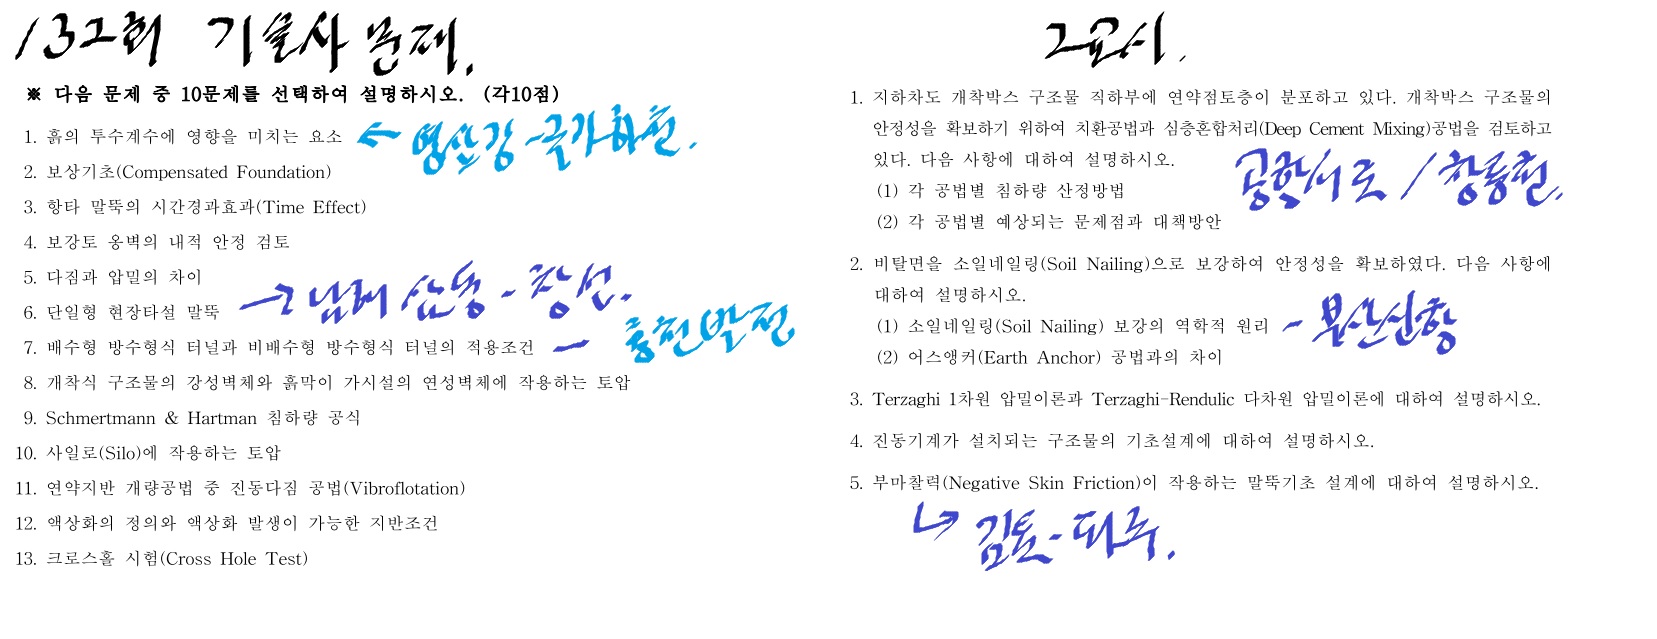 132회 기술사 문제.
※ 다음 문제 중 10문제를 선택하여 설명하시오. (각10점)
1. 흙의 투수계수에 영향을 미치는 요소 ← 영산강-국가하천.
2. 보상기초(Compensated Foundation)
3. 항타 말뚝의 시간경과효과(Time Effect)
4. 보강토 옹벽의 내적 안정 검토
5. 다짐과 압밀의 차이
6. 단일형 현장타설 말뚝 → 남해 삼동-창선.
7. 배수형 방수형식 터널과 비배수형 방수형식 터널의 적용조건 - 홍천발전
8. 개착식 구조물의 강성벽체와 흙막이 가시설의 연성벽체에 작용하는 토압
9. Schmertmann & Hartman 침하량 공식
10. 사일로(Silo)에 작용하는 토압
11. 연약지반 개량공법 중 진동다짐 공법(Vibroflotation)
12. 액상화의 정의와 액상화 발생이 가능한 지반조건
13. 크로스홀 시험(Cross Hole Test)
2교시.
1. 지하차도 개착박스 구조물 직하부에 연약점토층이 분포하고 있다. 개착박스 구조물의
안정성을 확보하기 위하여 치환공법과 심층혼합처리(Deep Cement Mixing)공법을 검토하고
있다. 다음 사항에 대하여 설명하시오.
(1) 각 공법별 침하량 산정방법
공항서로 / 창릉천.
(2) 각 공법별 예상되는 문제점과 대책방안
2. 비탈면을 소일네일링(Soil Nailing)으로 보강하여 안정성을 확보하였다. 다음 사항에
대하여 설명하시오.
(1) 소일네일링(Soil Nailing) 보강의 역학적 원리 - 부산신항
(2) 어스앵커(Earth Anchor) 공법과의 차이
3. Terzaghi 1차원 압밀이론과 Terzaghi-Rendulic 다차원 압밀이론에 대하여 설명하시오.
4. 진동기계가 설치되는 구조물의 기초설계에 대하여 설명하시오.
5. 부마찰력(Negative Skin Friction)이 작용하는 말뚝기초 설계에 대하여 설명하시오.
↳ 김포-파주.